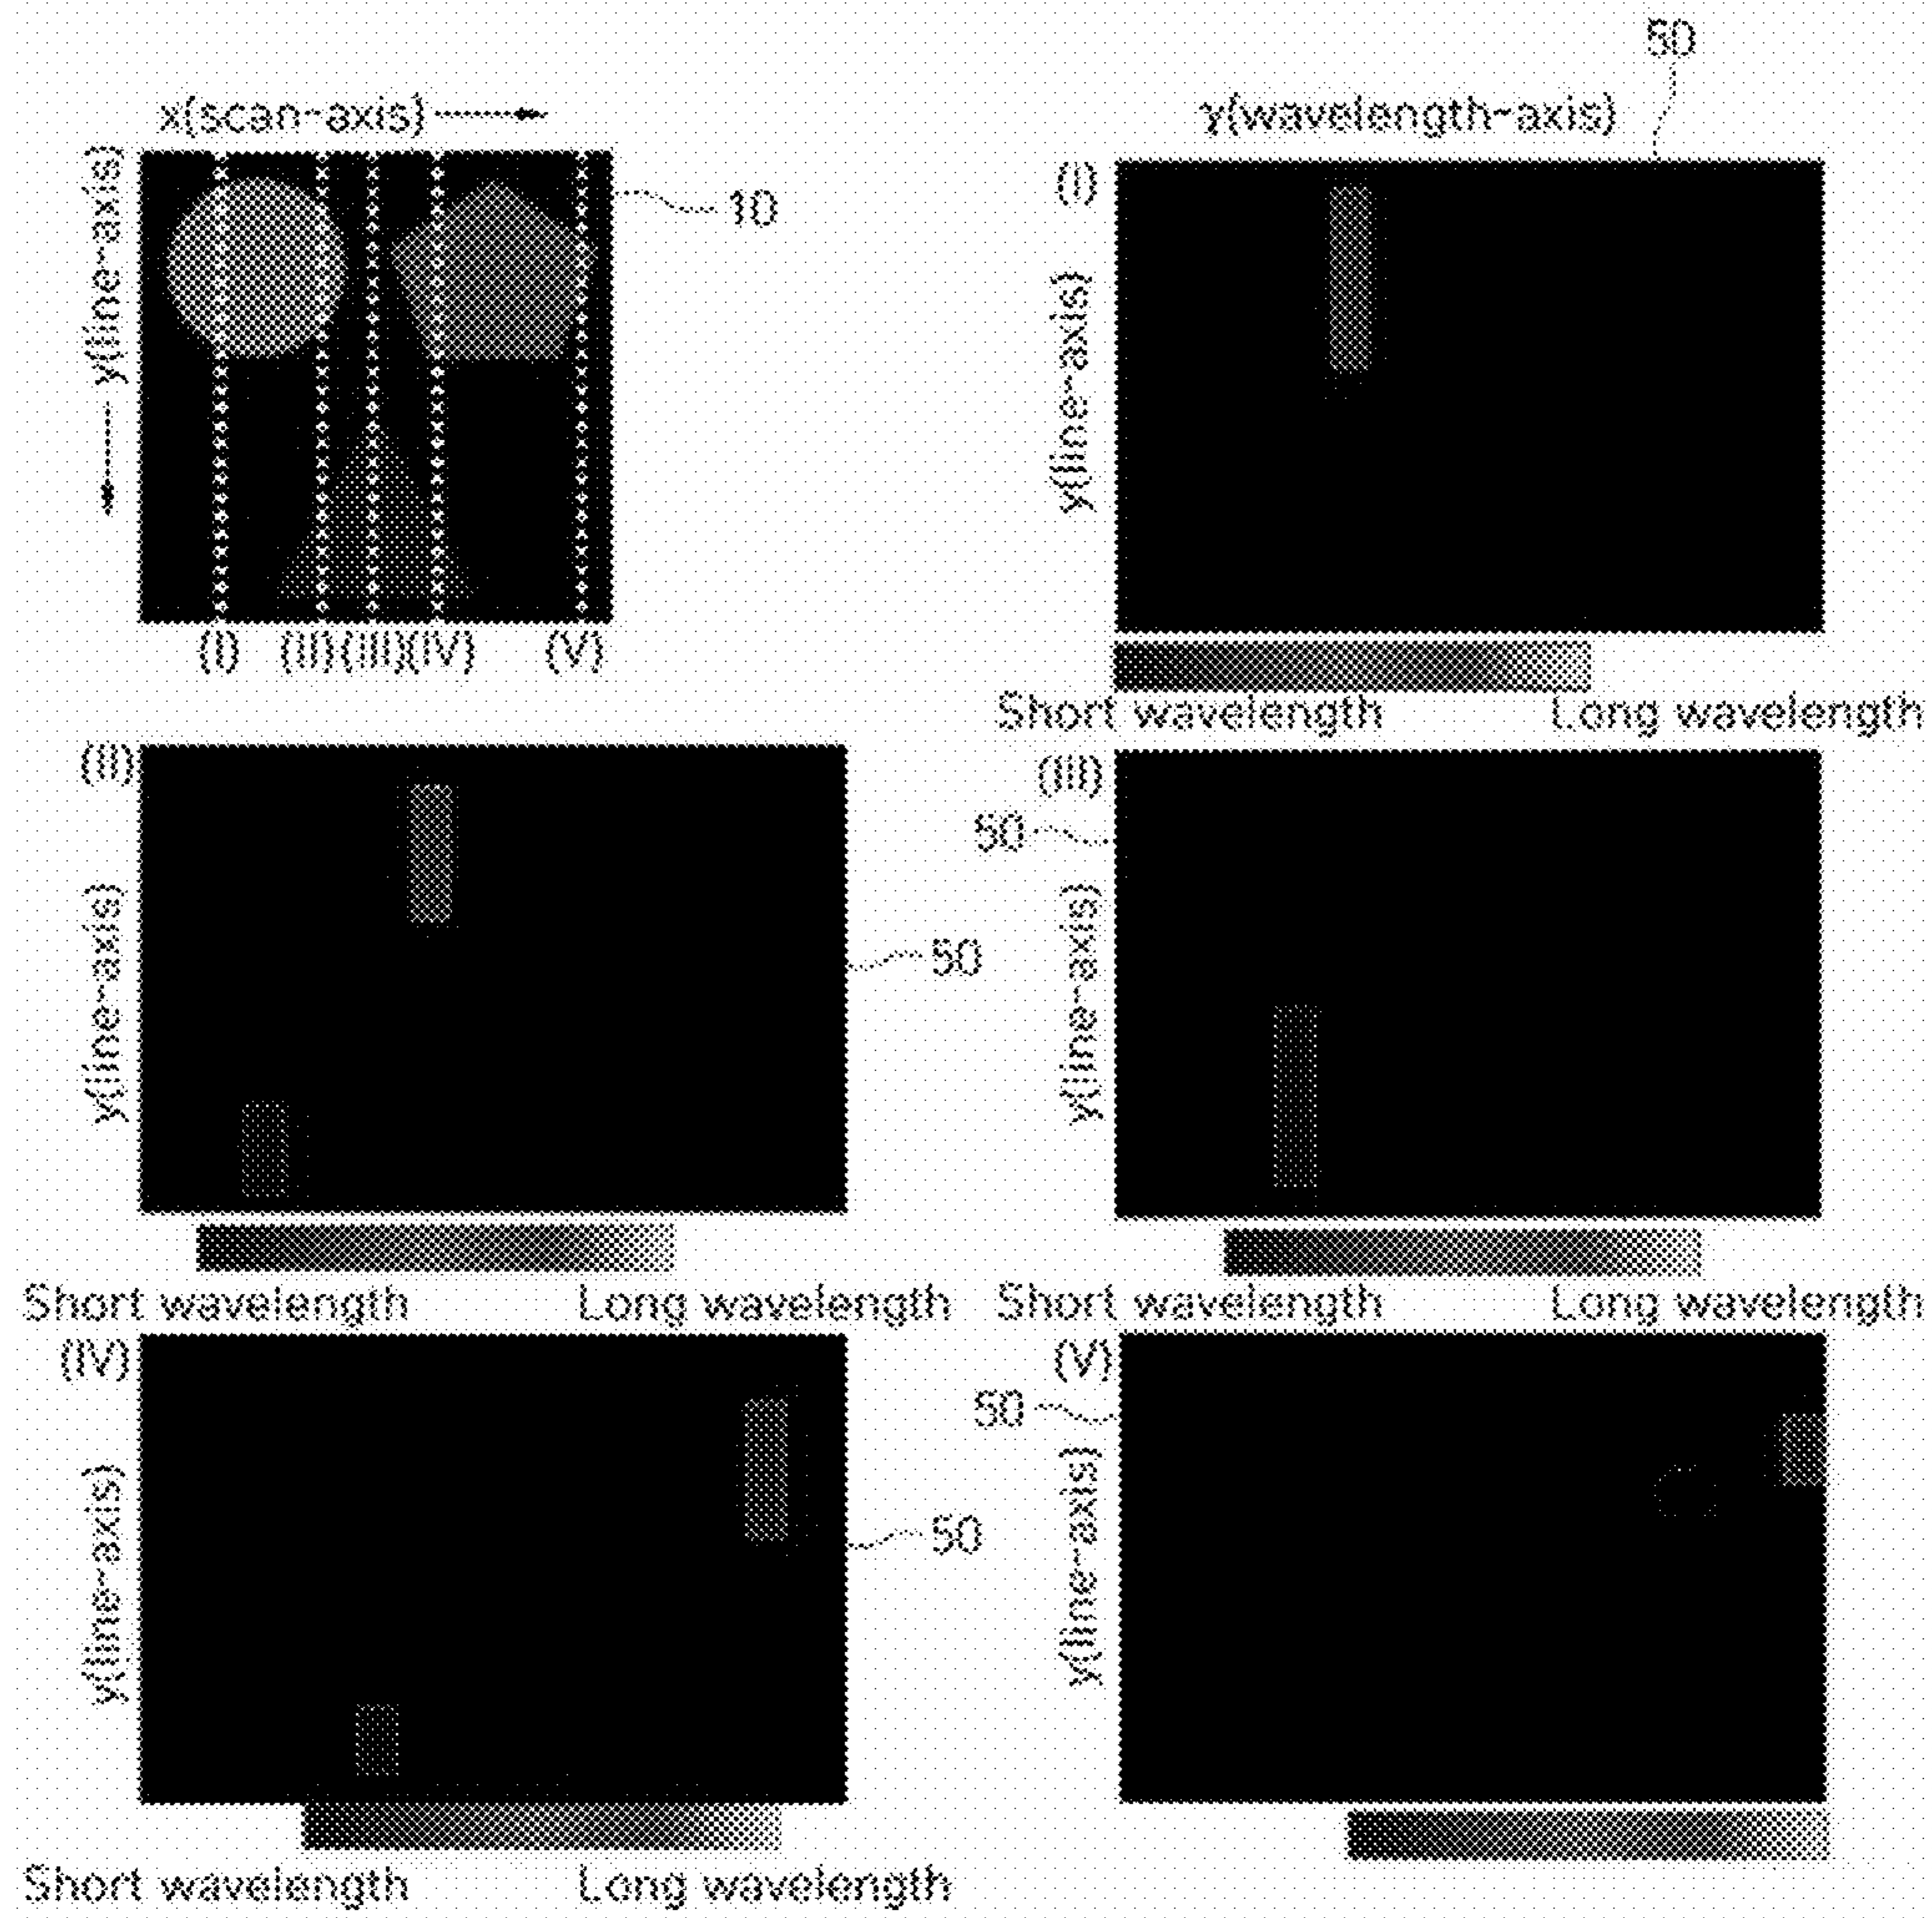 50
x(scan-axis)
γ(wavelength-axis)
y(line-axis)
10
(I)
y(line-axis)
(I) (II) (III) (IV) (V)
Short wavelength Long wavelength
(II)
(III)
50
y(line-axis)
50
y(line-axis)
Short wavelength Long wavelength
Short wavelength Long wavelength
(IV)
(V)
50
y(line-axis)
50
y(line-axis)
Short wavelength Long wavelength